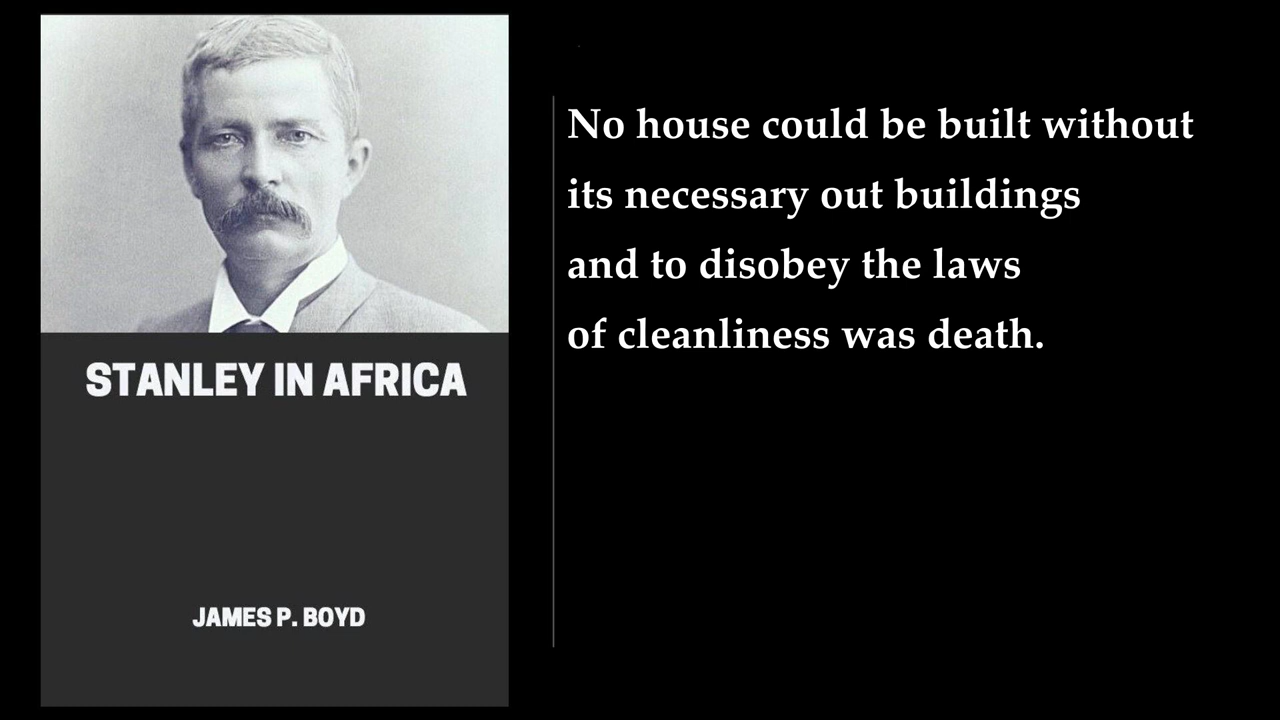 STANLEY IN AFRICA
JAMES P. BOYD
No house could be built without
its necessary out buildings
and to disobey the laws
of cleanliness was death.